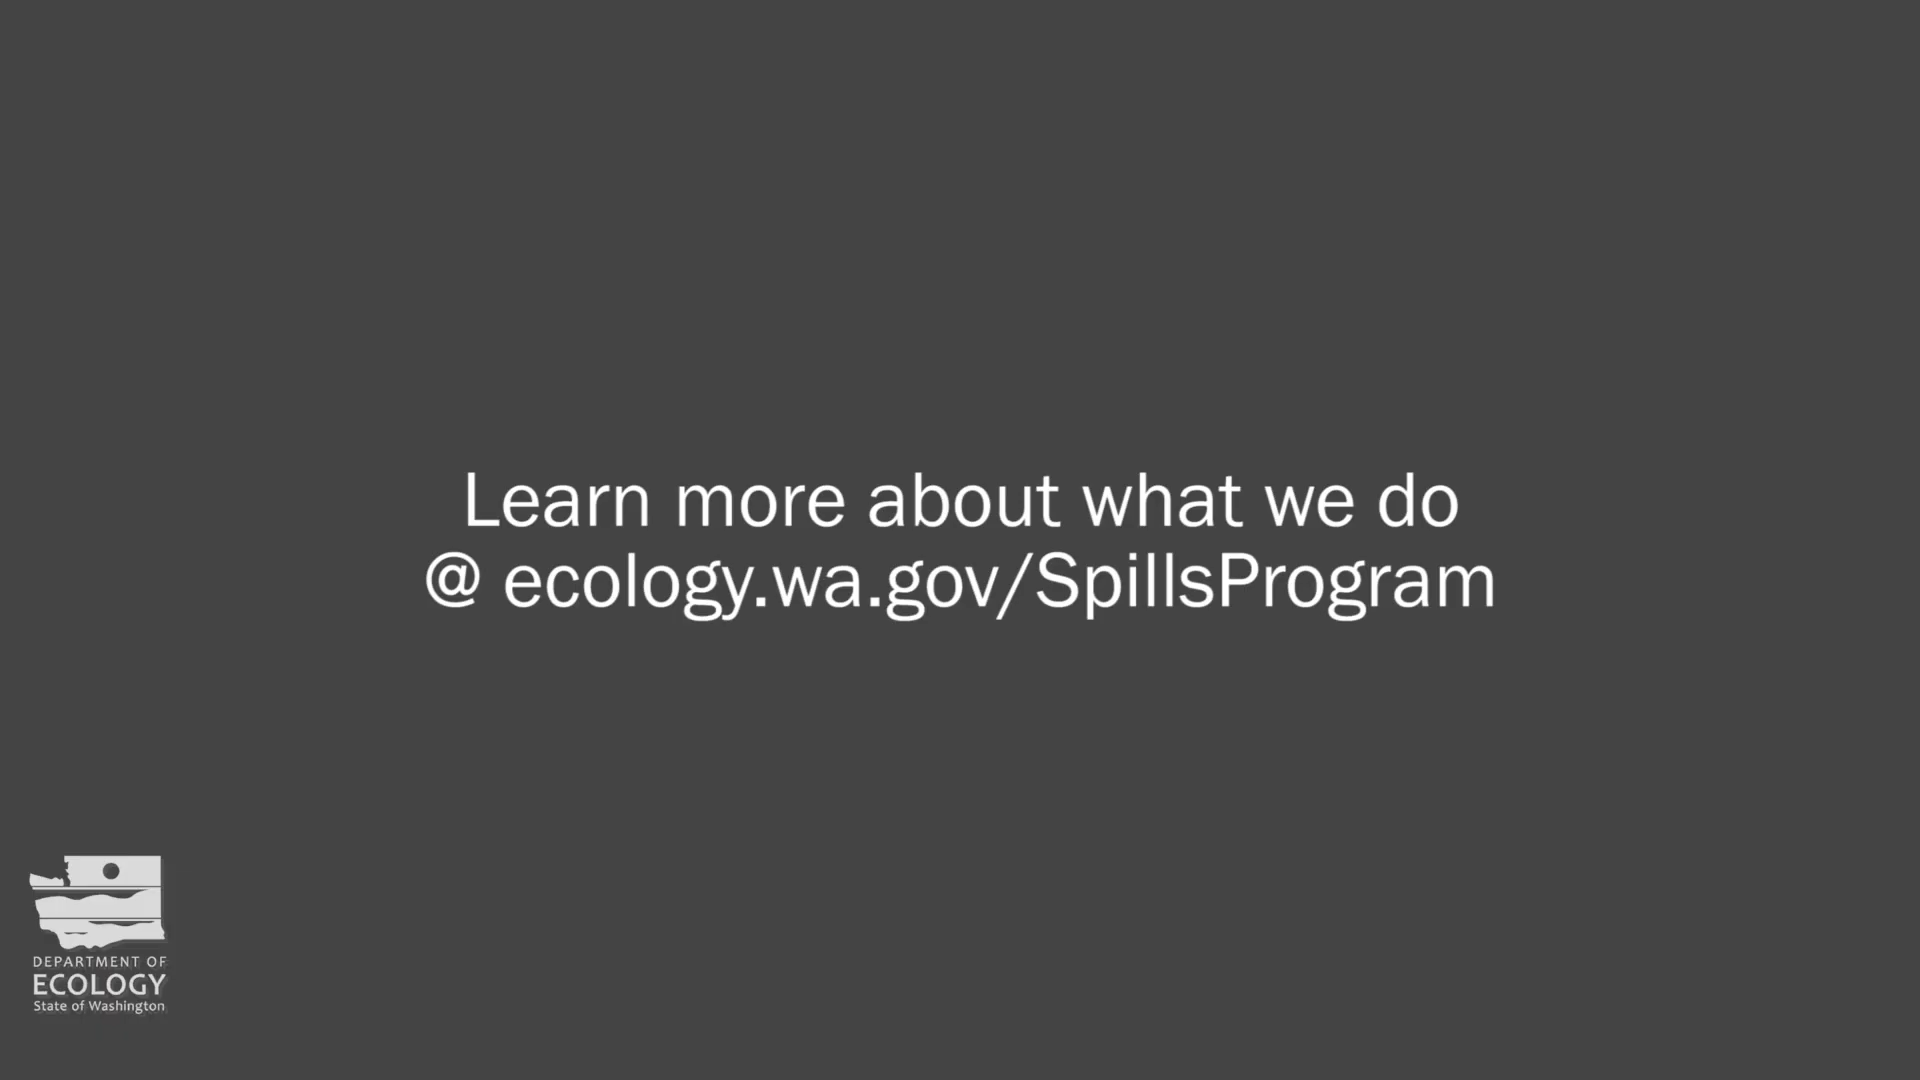 Learn more about what we do
@ ecology.wa.gov/SpillsProgram
DEPARTMENT OF
ECOLOGY
State of Washington